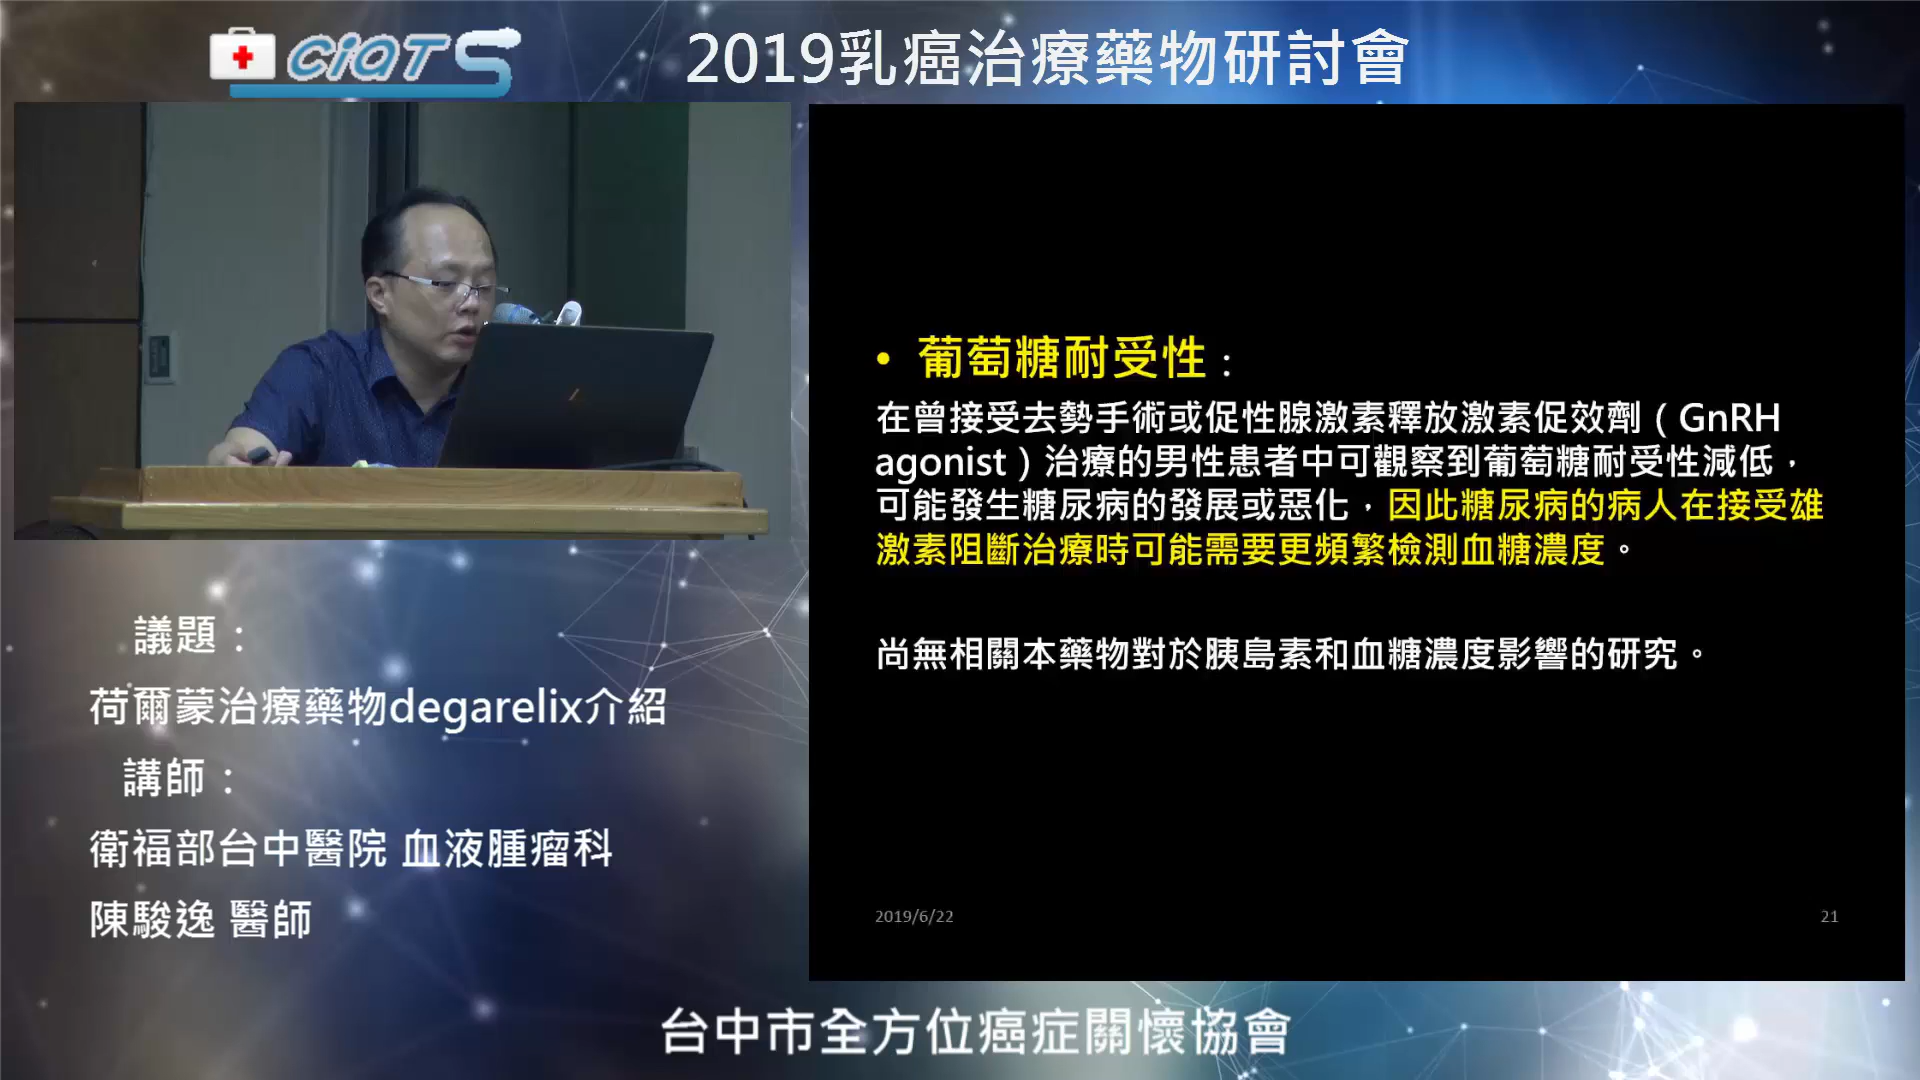 CiQTS
2019乳癌治療藥物研討會
• 葡萄糖耐受性：
在曾接受去勢手術或促性腺激素釋放激素促效劑（GnRH
agonist）治療的男性患者中可觀察到葡萄糖耐受性減低，
可能發生糖尿病的發展或惡化，因此糖尿病的病人在接受雄
激素阻斷治療時可能需要更頻繁檢測血糖濃度。
尚無相關本藥物對於胰島素和血糖濃度影響的研究。
2019/6/22
21
議題：
荷爾蒙治療藥物degarelix介紹
講師：
衛福部台中醫院 血液腫瘤科
陳駿逸 醫師
台中市全方位癌症關懷協會